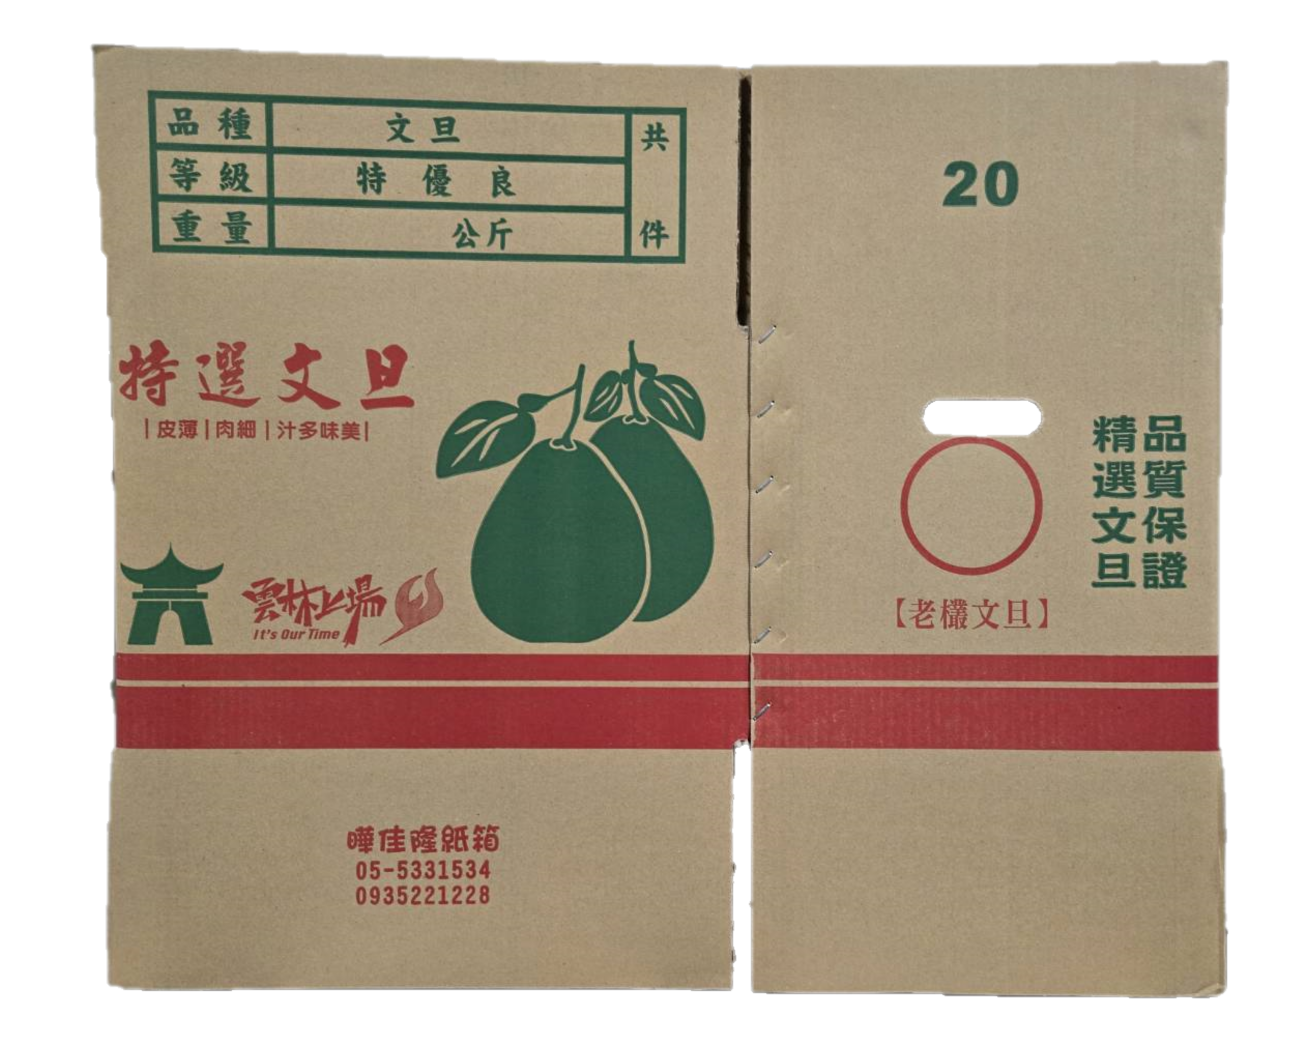 品種 文旦 共
等級 特優良
重量 公斤 件
特選文旦
|皮薄|肉細|汁多味美|
雲林上場
It's Our Time
曄佳隆紙箱
05-5331534
0935221228
20
品質保證
精選文旦
【老欉文旦】